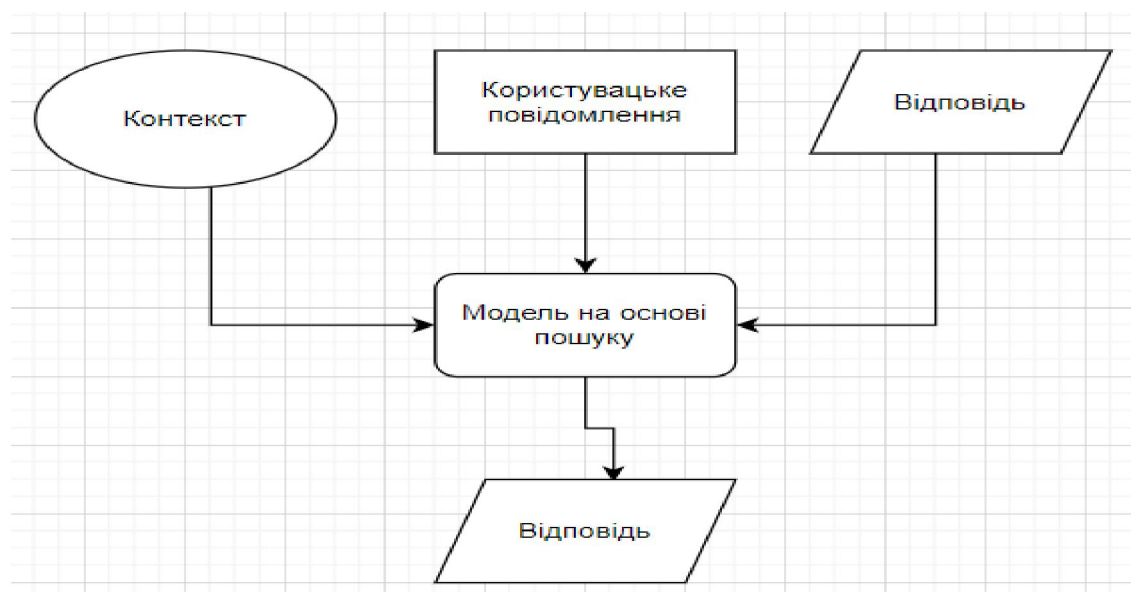 Контекст
Користувацьке
повідомлення
Відповідь
Модель на основі
пошуку
Відповідь